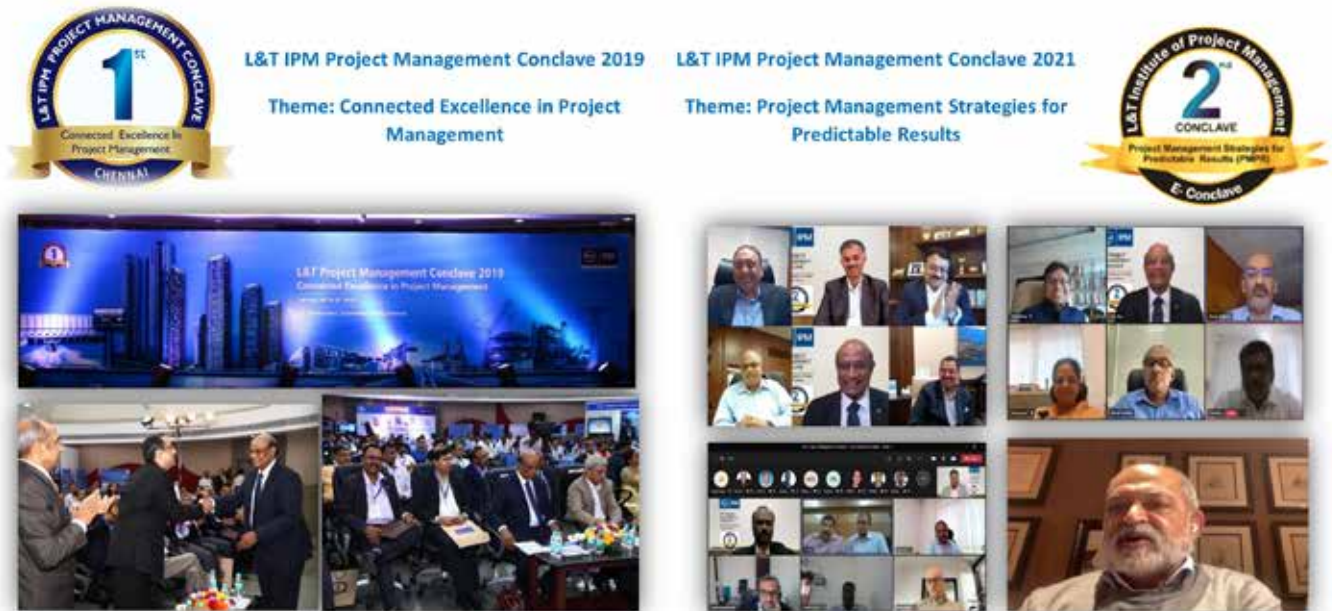 L&T IPM PROJECT MANAGEMENT CONCLAVE
1st
Connected Excellence In
Project Management
CHENNAI
L&T IPM Project Management Conclave 2019
Theme: Connected Excellence in Project
Management
L&T IPM Project Management Conclave 2021
Theme: Project Management Strategies for
Predictable Results
L&T Institute of Project Management
2nd
CONCLAVE
Project Management Strategies for
Predictable Results (PMPR)
E- Conclave
L&T Project Management Conclave 2019
Connected Excellence in Project Management
IPM
IPM